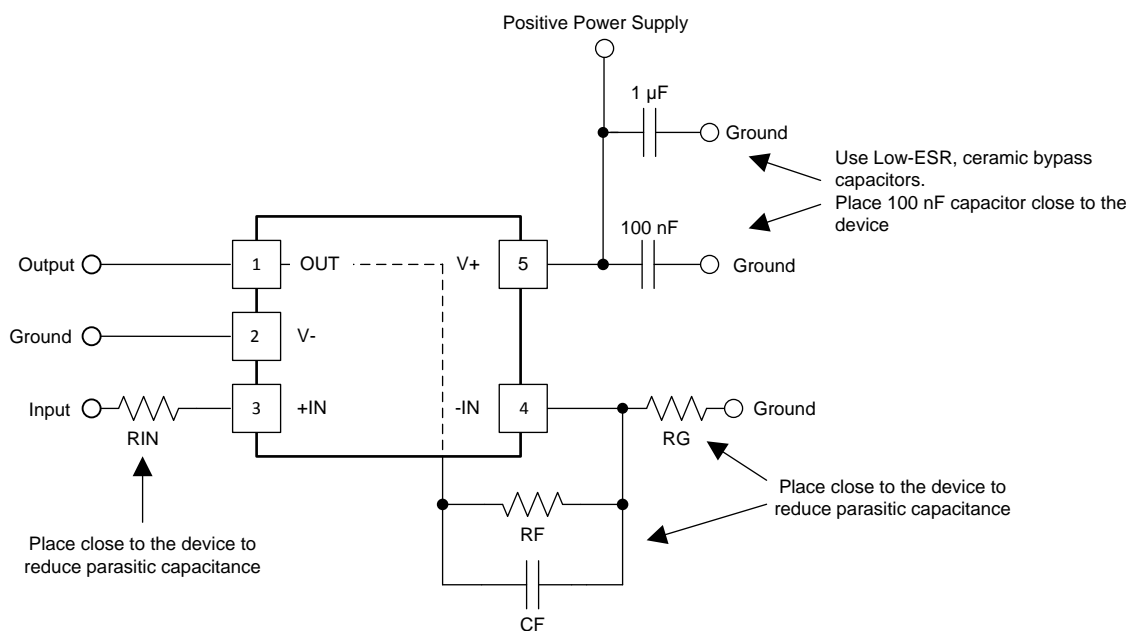 Positive Power Supply
1 µF
Ground
Use Low-ESR, ceramic bypass
capacitors.
Place 100 nF capacitor close to the
device
100 nF
Ground
Output
1
OUT
V+
5
Ground
2
V-
Input
RIN
3
+IN
-IN
4
RG
Ground
Place close to the device to
reduce parasitic capacitance
RF
CF
Place close to the device to
reduce parasitic capacitance